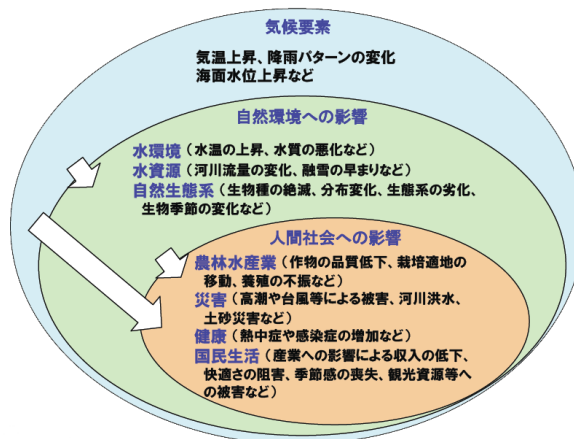 気候要素
気温上昇、降雨パターンの変化
海面水位上昇など
自然環境への影響
水環境（水温の上昇、水質の悪化など）
水資源（河川流量の変化、融雪の早まりなど）
自然生態系（生物種の絶滅、分布変化、生態系の劣化、
生物季節の変化など）
人間社会への影響
農林水産業（作物の品質低下、栽培適地の
移動、養殖の不振など）
災害（高潮や台風等による被害、河川洪水、
土砂災害など）
健康（熱中症や感染症の増加など）
国民生活（産業への影響による収入の低下、
快適さの阻害、季節感の喪失、観光資源等へ
の被害など）